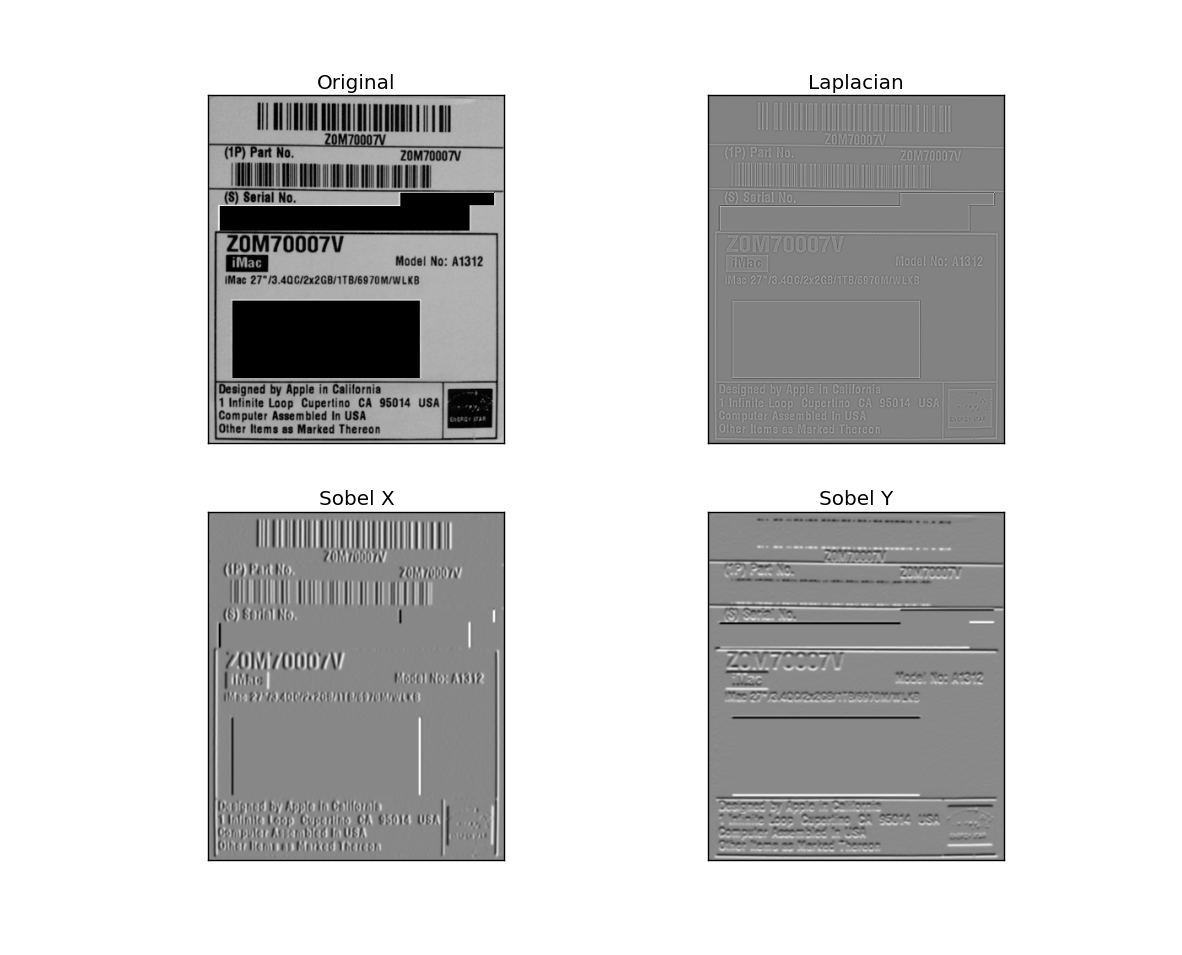 Original
Z0M70007V
(1P) Part No. Z0M70007V
(S) Serial No.
Z0M70007V
iMac Model No: A1312
iMac 27"/3.4QC/2x2GB/1TB/6970M/WLKB
Designed by Apple in California
1 Infinite Loop Cupertino CA 95014 USA
Computer Assembled In USA
Other Items as Marked Thereon
ENERGY STAR
Laplacian
Z0M70007V
(1P) Part No. Z0M70007V
(S) Serial No.
Z0M70007V
iMac Model No: A1312
iMac 27"/3.4QC/2x2GB/1TB/6970M/WLKB
Designed by Apple in California
1 Infinite Loop Cupertino CA 95014 USA
Computer Assembled In USA
Other Items as Marked Thereon
ENERGY STAR
Sobel X
Z0M70007V
(1P) Part No. Z0M70007V
(S) Serial No.
Z0M70007V
iMac Model No: A1312
iMac 27"/3.4QC/2x2GB/1TB/6970M/WLKB
Designed by Apple in California
1 Infinite Loop Cupertino CA 95014 USA
Computer Assembled In USA
Other Items as Marked Thereon
Sobel Y
Z0M70007V
(1P) Part No. Z0M70007V
(S) Serial No.
Z0M70007V
iMac Model No: A1312
iMac 27"/3.4QC/2x2GB/1TB/6970M/WLKB
Designed by Apple in California
1 Infinite Loop Cupertino CA 95014 USA
Computer Assembled In USA
Other Items as Marked Thereon